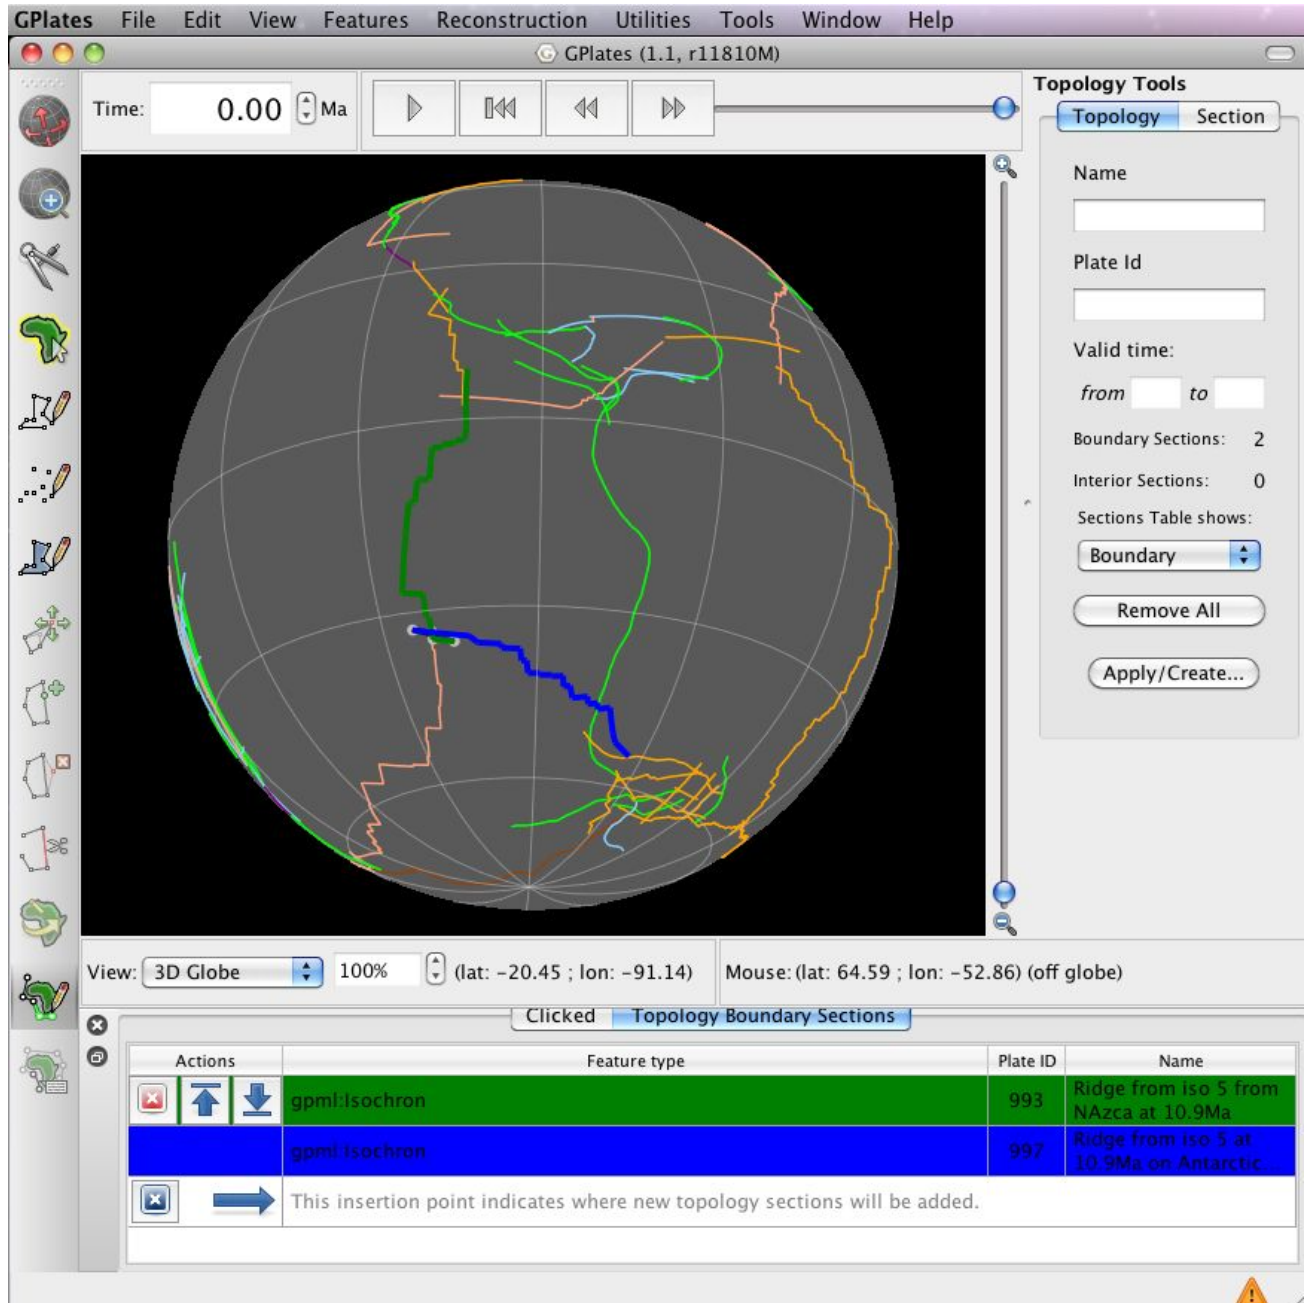 GPlates File Edit View Features Reconstruction Utilities Tools Window Help
GPlates (1.1, r11810M)
Time: 0.00 Ma
Topology Tools
Topology Section
Name
Plate Id
Valid time:
from to
Boundary Sections: 2
Interior Sections: 0
Sections Table shows:
Boundary
Remove All
Apply/Create...
View: 3D Globe 100% (lat: -20.45 ; lon: -91.14) Mouse: (lat: 64.59 ; lon: -52.86) (off globe)
Clicked Topology Boundary Sections
Actions Feature type Plate ID Name
gpml:Isochron 993 Ridge from iso 5 from
NAzca at 10.9Ma
gpml:Isochron 997 Ridge from iso 5 at
10.9Ma on Antarctic...
This insertion point indicates where new topology sections will be added.